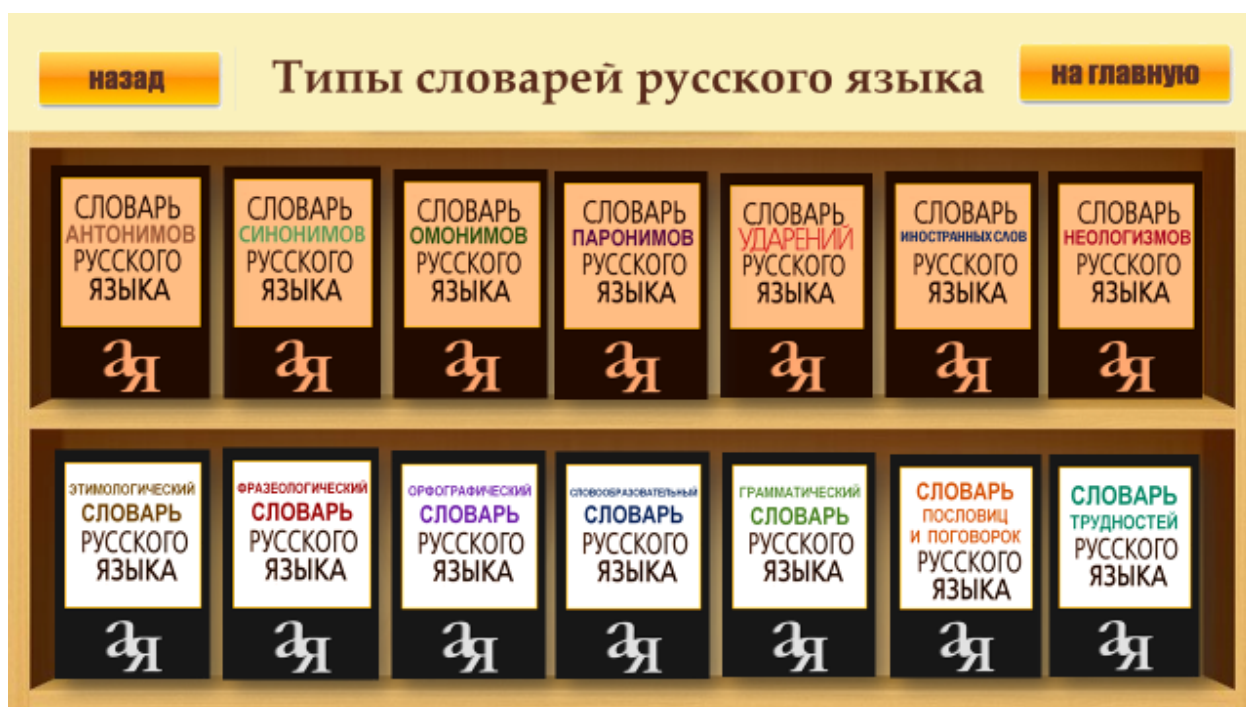 назад
Типы словарей русского языка
на главную
СЛОВАРЬ
АНТОНИМОВ
РУССКОГО
ЯЗЫКА
ая
СЛОВАРЬ
СИНОНИМОВ
РУССКОГО
ЯЗЫКА
ая
СЛОВАРЬ
ОМОНИМОВ
РУССКОГО
ЯЗЫКА
ая
СЛОВАРЬ
ПАРОНИМОВ
РУССКОГО
ЯЗЫКА
ая
СЛОВАРЬ
УДАРЕНИЙ
РУССКОГО
ЯЗЫКА
ая
СЛОВАРЬ
ИНОСТРАННЫХ СЛОВ
РУССКОГО
ЯЗЫКА
ая
СЛОВАРЬ
НЕОЛОГИЗМОВ
РУССКОГО
ЯЗЫКА
ая
ЭТИМОЛОГИЧЕСКИЙ
СЛОВАРЬ
РУССКОГО
ЯЗЫКА
ая
ФРАЗЕОЛОГИЧЕСКИЙ
СЛОВАРЬ
РУССКОГО
ЯЗЫКА
ая
ОРФОГРАФИЧЕСКИЙ
СЛОВАРЬ
РУССКОГО
ЯЗЫКА
ая
СЛОВООБРАЗОВАТЕЛЬНЫЙ
СЛОВАРЬ
РУССКОГО
ЯЗЫКА
ая
ГРАММАТИЧЕСКИЙ
СЛОВАРЬ
РУССКОГО
ЯЗЫКА
ая
СЛОВАРЬ
ПОСЛОВИЦ
И ПОГОВОРОК
РУССКОГО
ЯЗЫКА
ая
СЛОВАРЬ
ТРУДНОСТЕЙ
РУССКОГО
ЯЗЫКА
ая